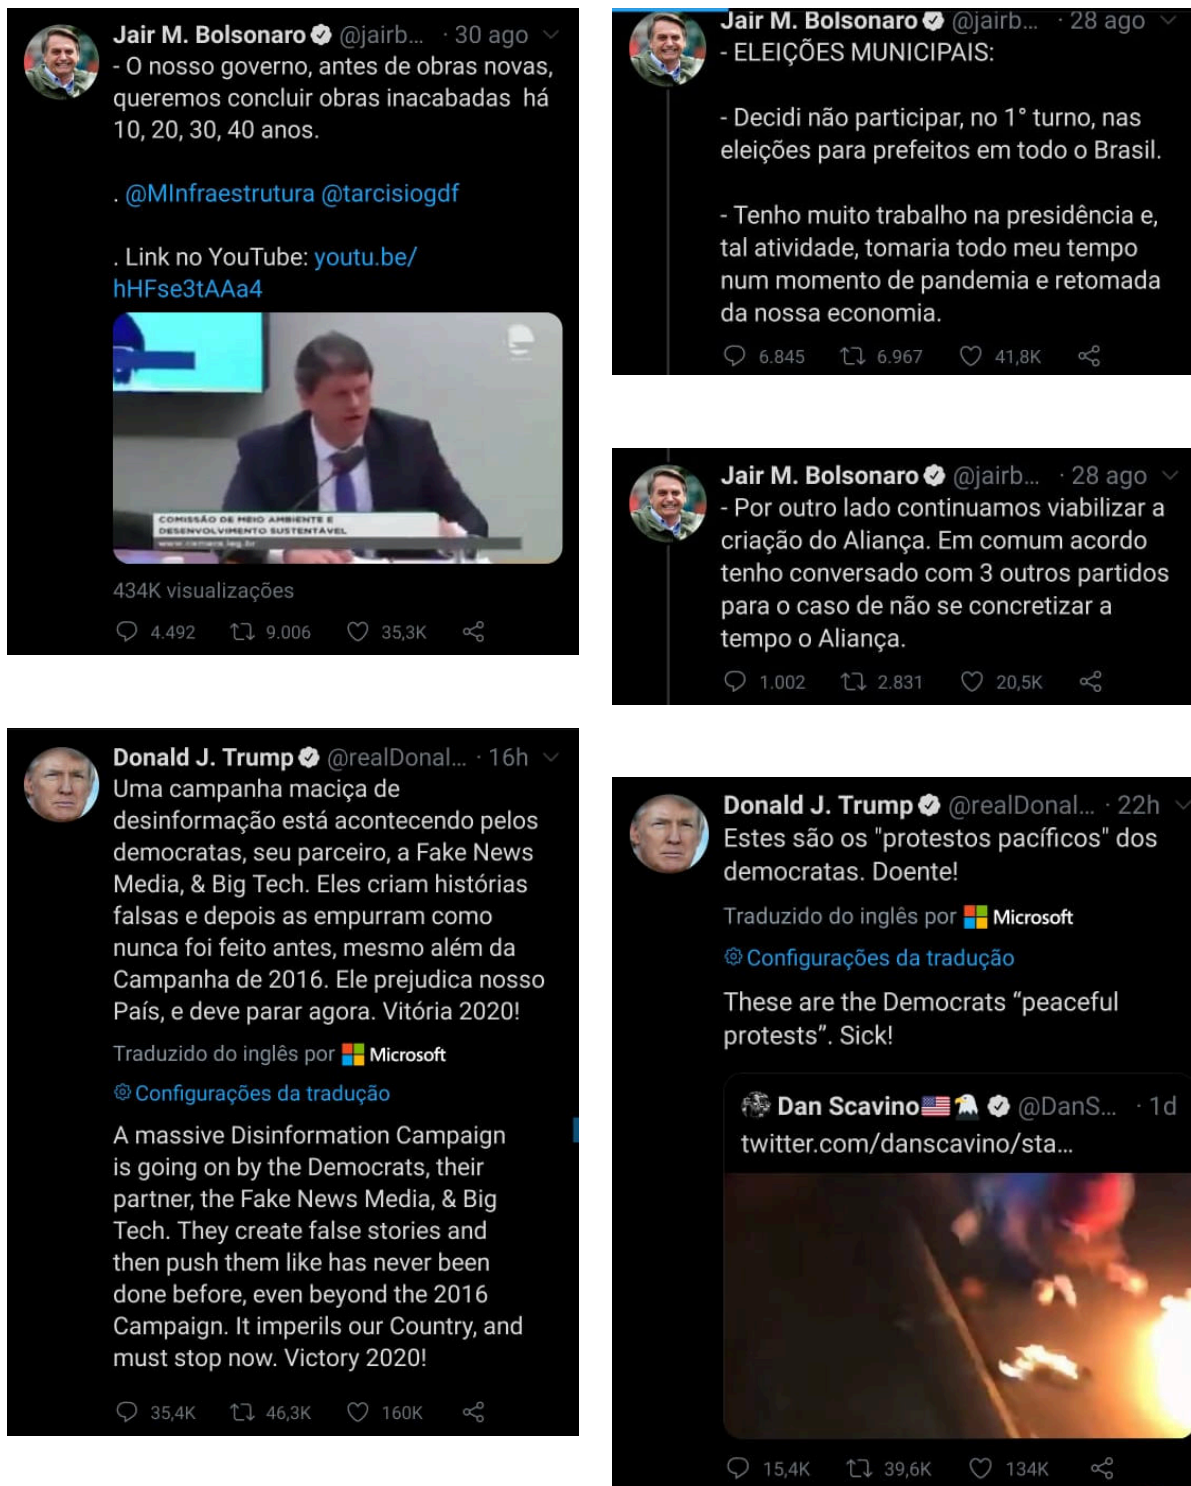 Jair M. Bolsonaro @jairb... · 30 ago
- O nosso governo, antes de obras novas,
queremos concluir obras inacabadas há
10, 20, 30, 40 anos.
. @MInfraestrutura @tarcisiogdf
. Link no YouTube: youtu.be/
hHFse3tAAa4
COMISSÃO DE MEIO AMBIENTE E
DESENVOLVIMENTO SUSTENTÁVEL
434K visualizações
4.492 9.006 35,3K
Jair M. Bolsonaro @jairb... · 28 ago
- ELEIÇÕES MUNICIPAIS:
- Decidi não participar, no 1° turno, nas
eleições para prefeitos em todo o Brasil.
- Tenho muito trabalho na presidência e,
tal atividade, tomaria todo meu tempo
num momento de pandemia e retomada
da nossa economia.
6.845 6.967 41,8K
Jair M. Bolsonaro @jairb... · 28 ago
- Por outro lado continuamos viabilizar a
criação do Aliança. Em comum acordo
tenho conversado com 3 outros partidos
para o caso de não se concretizar a
tempo o Aliança.
1.002 2.831 20,5K
Donald J. Trump @realDonal... · 16h
Uma campanha maciça de
desinformação está acontecendo pelos
democratas, seu parceiro, a Fake News
Media, & Big Tech. Eles criam histórias
falsas e depois as empurram como
nunca foi feito antes, mesmo além da
Campanha de 2016. Ele prejudica nosso
País, e deve parar agora. Vitória 2020!
Traduzido do inglês por Microsoft
Configurações da tradução
A massive Disinformation Campaign
is going on by the Democrats, their
partner, the Fake News Media, & Big
Tech. They create false stories and
then push them like has never been
done before, even beyond the 2016
Campaign. It imperils our Country, and
must stop now. Victory 2020!
35,4K 46,3K 160K
Donald J. Trump @realDonal... · 22h
Estes são os "protestos pacíficos" dos
democratas. Doente!
Traduzido do inglês por Microsoft
Configurações da tradução
These are the Democrats “peaceful
protests”. Sick!
Dan Scavino @DanS... · 1d
twitter.com/danscavino/sta...
15,4K 39,6K 134K